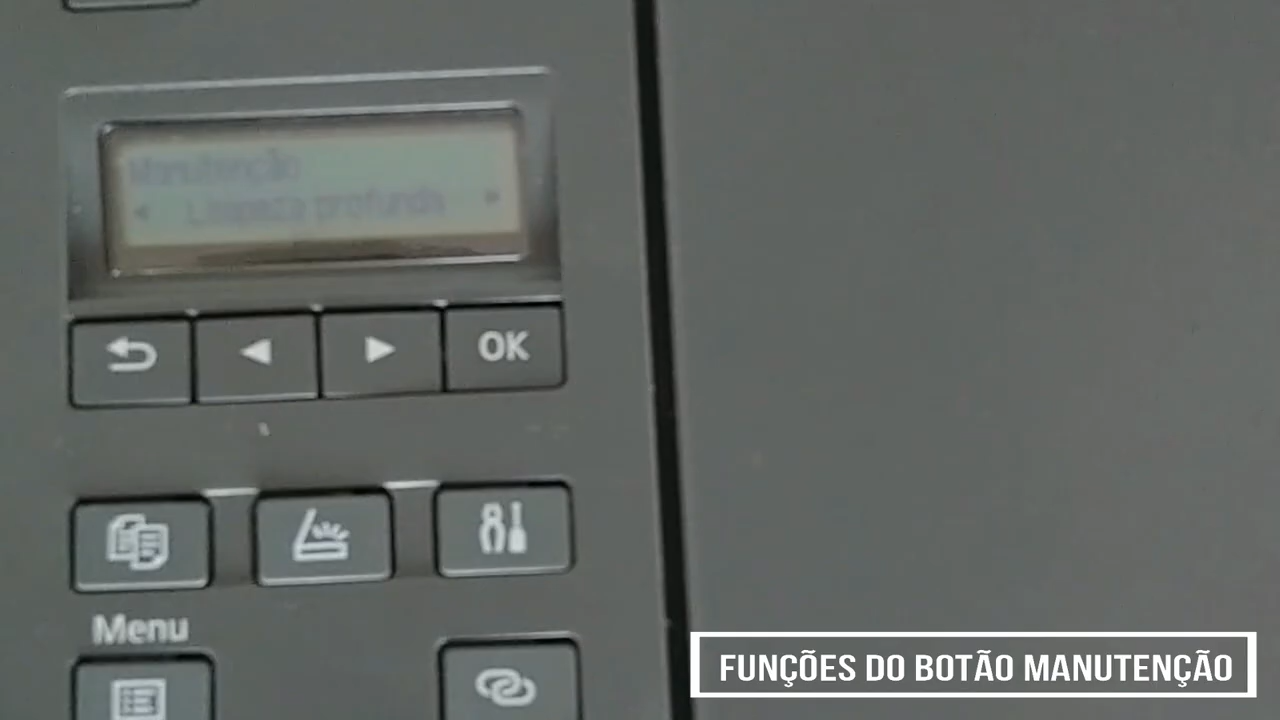 Manutenção
Limpeza profunda
OK
Menu
FUNÇÕES DO BOTÃO MANUTENÇÃO